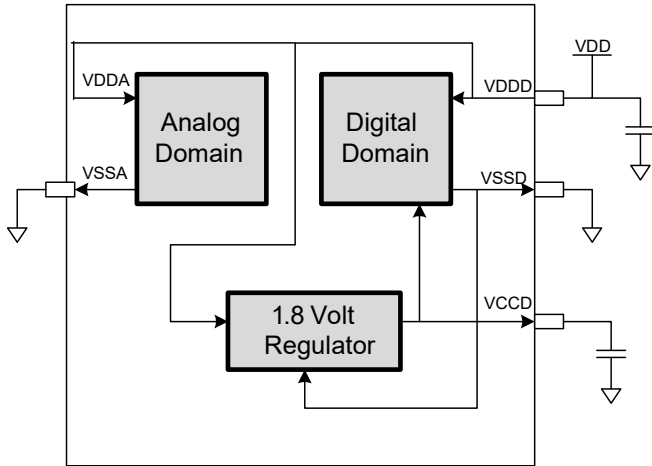 VDD
VDDA
VDDD
Analog
Domain
Digital
Domain
VSSA
VSSD
1.8 Volt
Regulator
VCCD